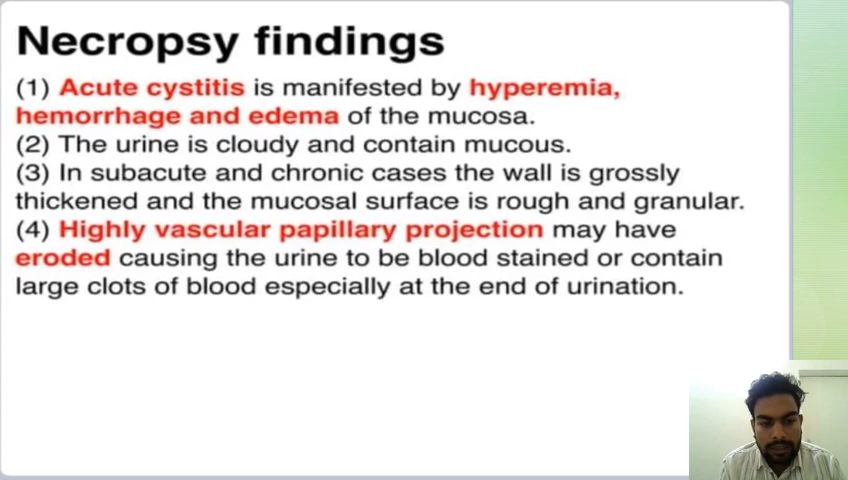 Necropsy findings
(1) Acute cystitis is manifested by hyperemia,
hemorrhage and edema of the mucosa.
(2) The urine is cloudy and contain mucous.
(3) In subacute and chronic cases the wall is grossly
thickened and the mucosal surface is rough and granular.
(4) Highly vascular papillary projection may have
eroded causing the urine to be blood stained or contain
large clots of blood especially at the end of urination.